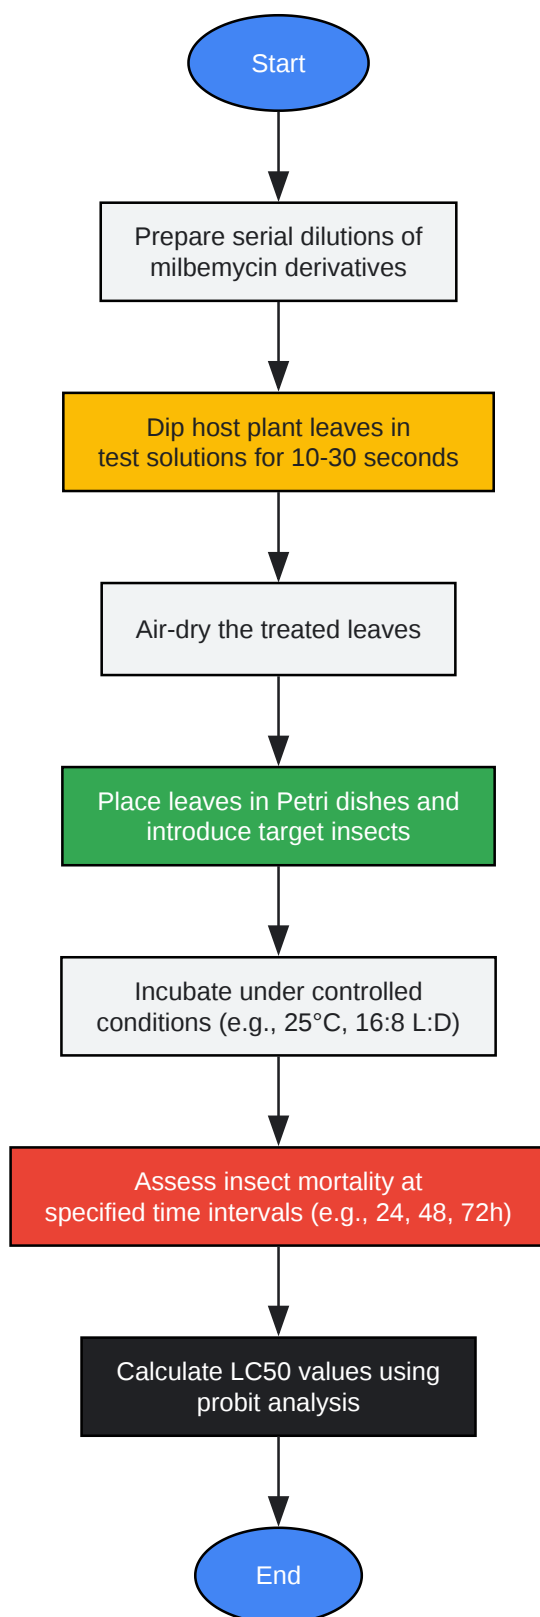 Start
Prepare serial dilutions of
milbemycin derivatives
Dip host plant leaves in
test solutions for 10-30 seconds
Air-dry the treated leaves
Place leaves in Petri dishes and
introduce target insects
Incubate under controlled
conditions (e.g., 25°C, 16:8 L:D)
Assess insect mortality at
specified time intervals (e.g., 24, 48, 72h)
Calculate LC50 values using
probit analysis
End